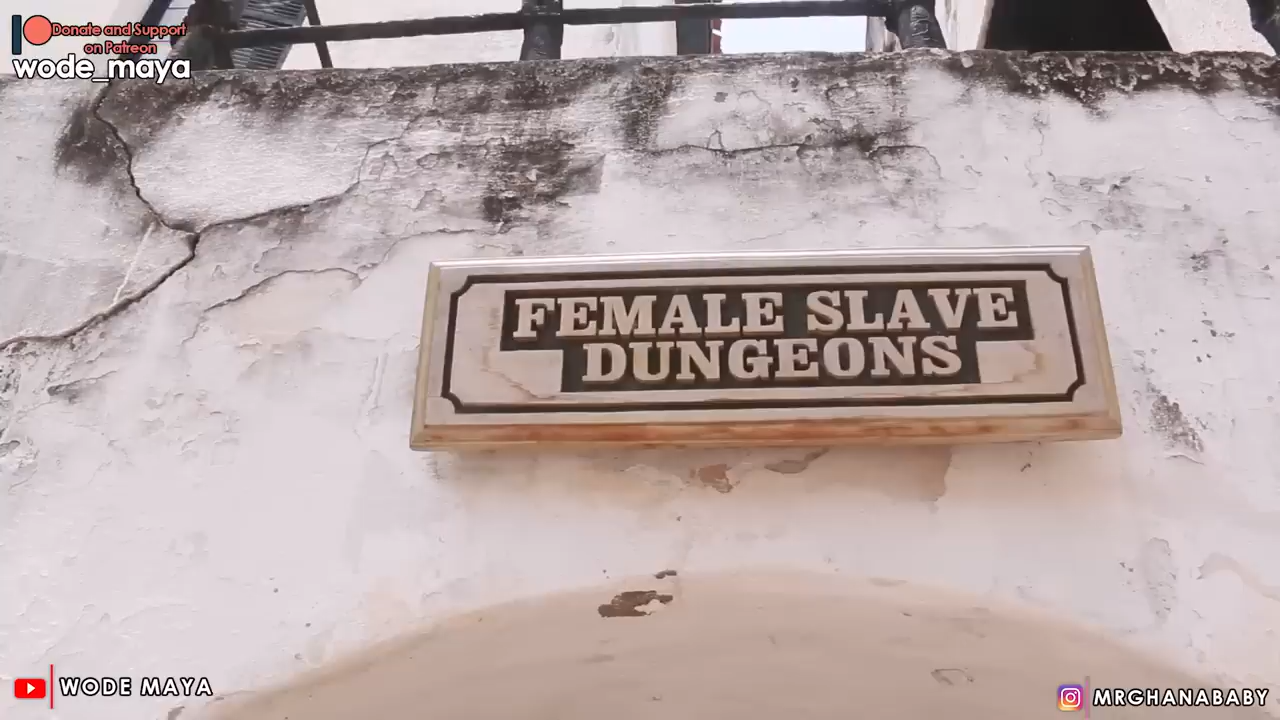 Donate and Support
on Patreon
wode_maya
FEMALE SLAVE
DUNGEONS
WODE MAYA
MRGHANABABY